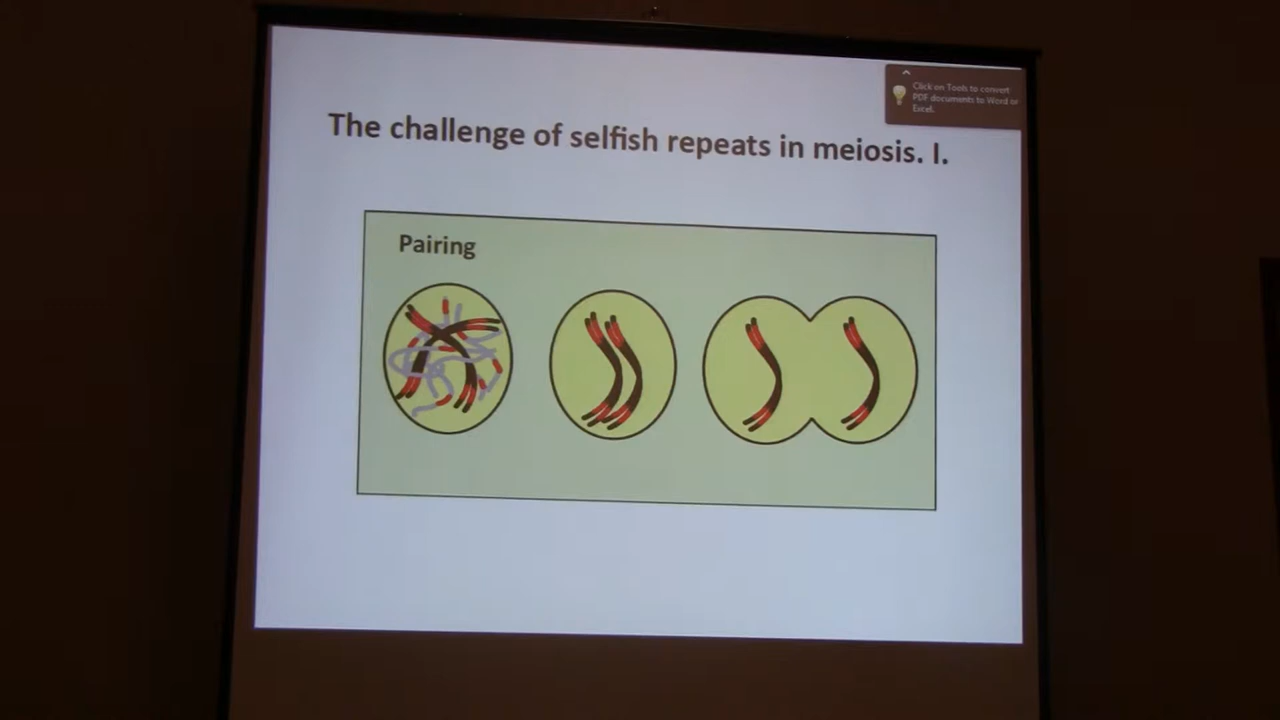 Click on Tools to convert
PDF documents to Word or
Excel.
The challenge of selfish repeats in meiosis. I.
Pairing